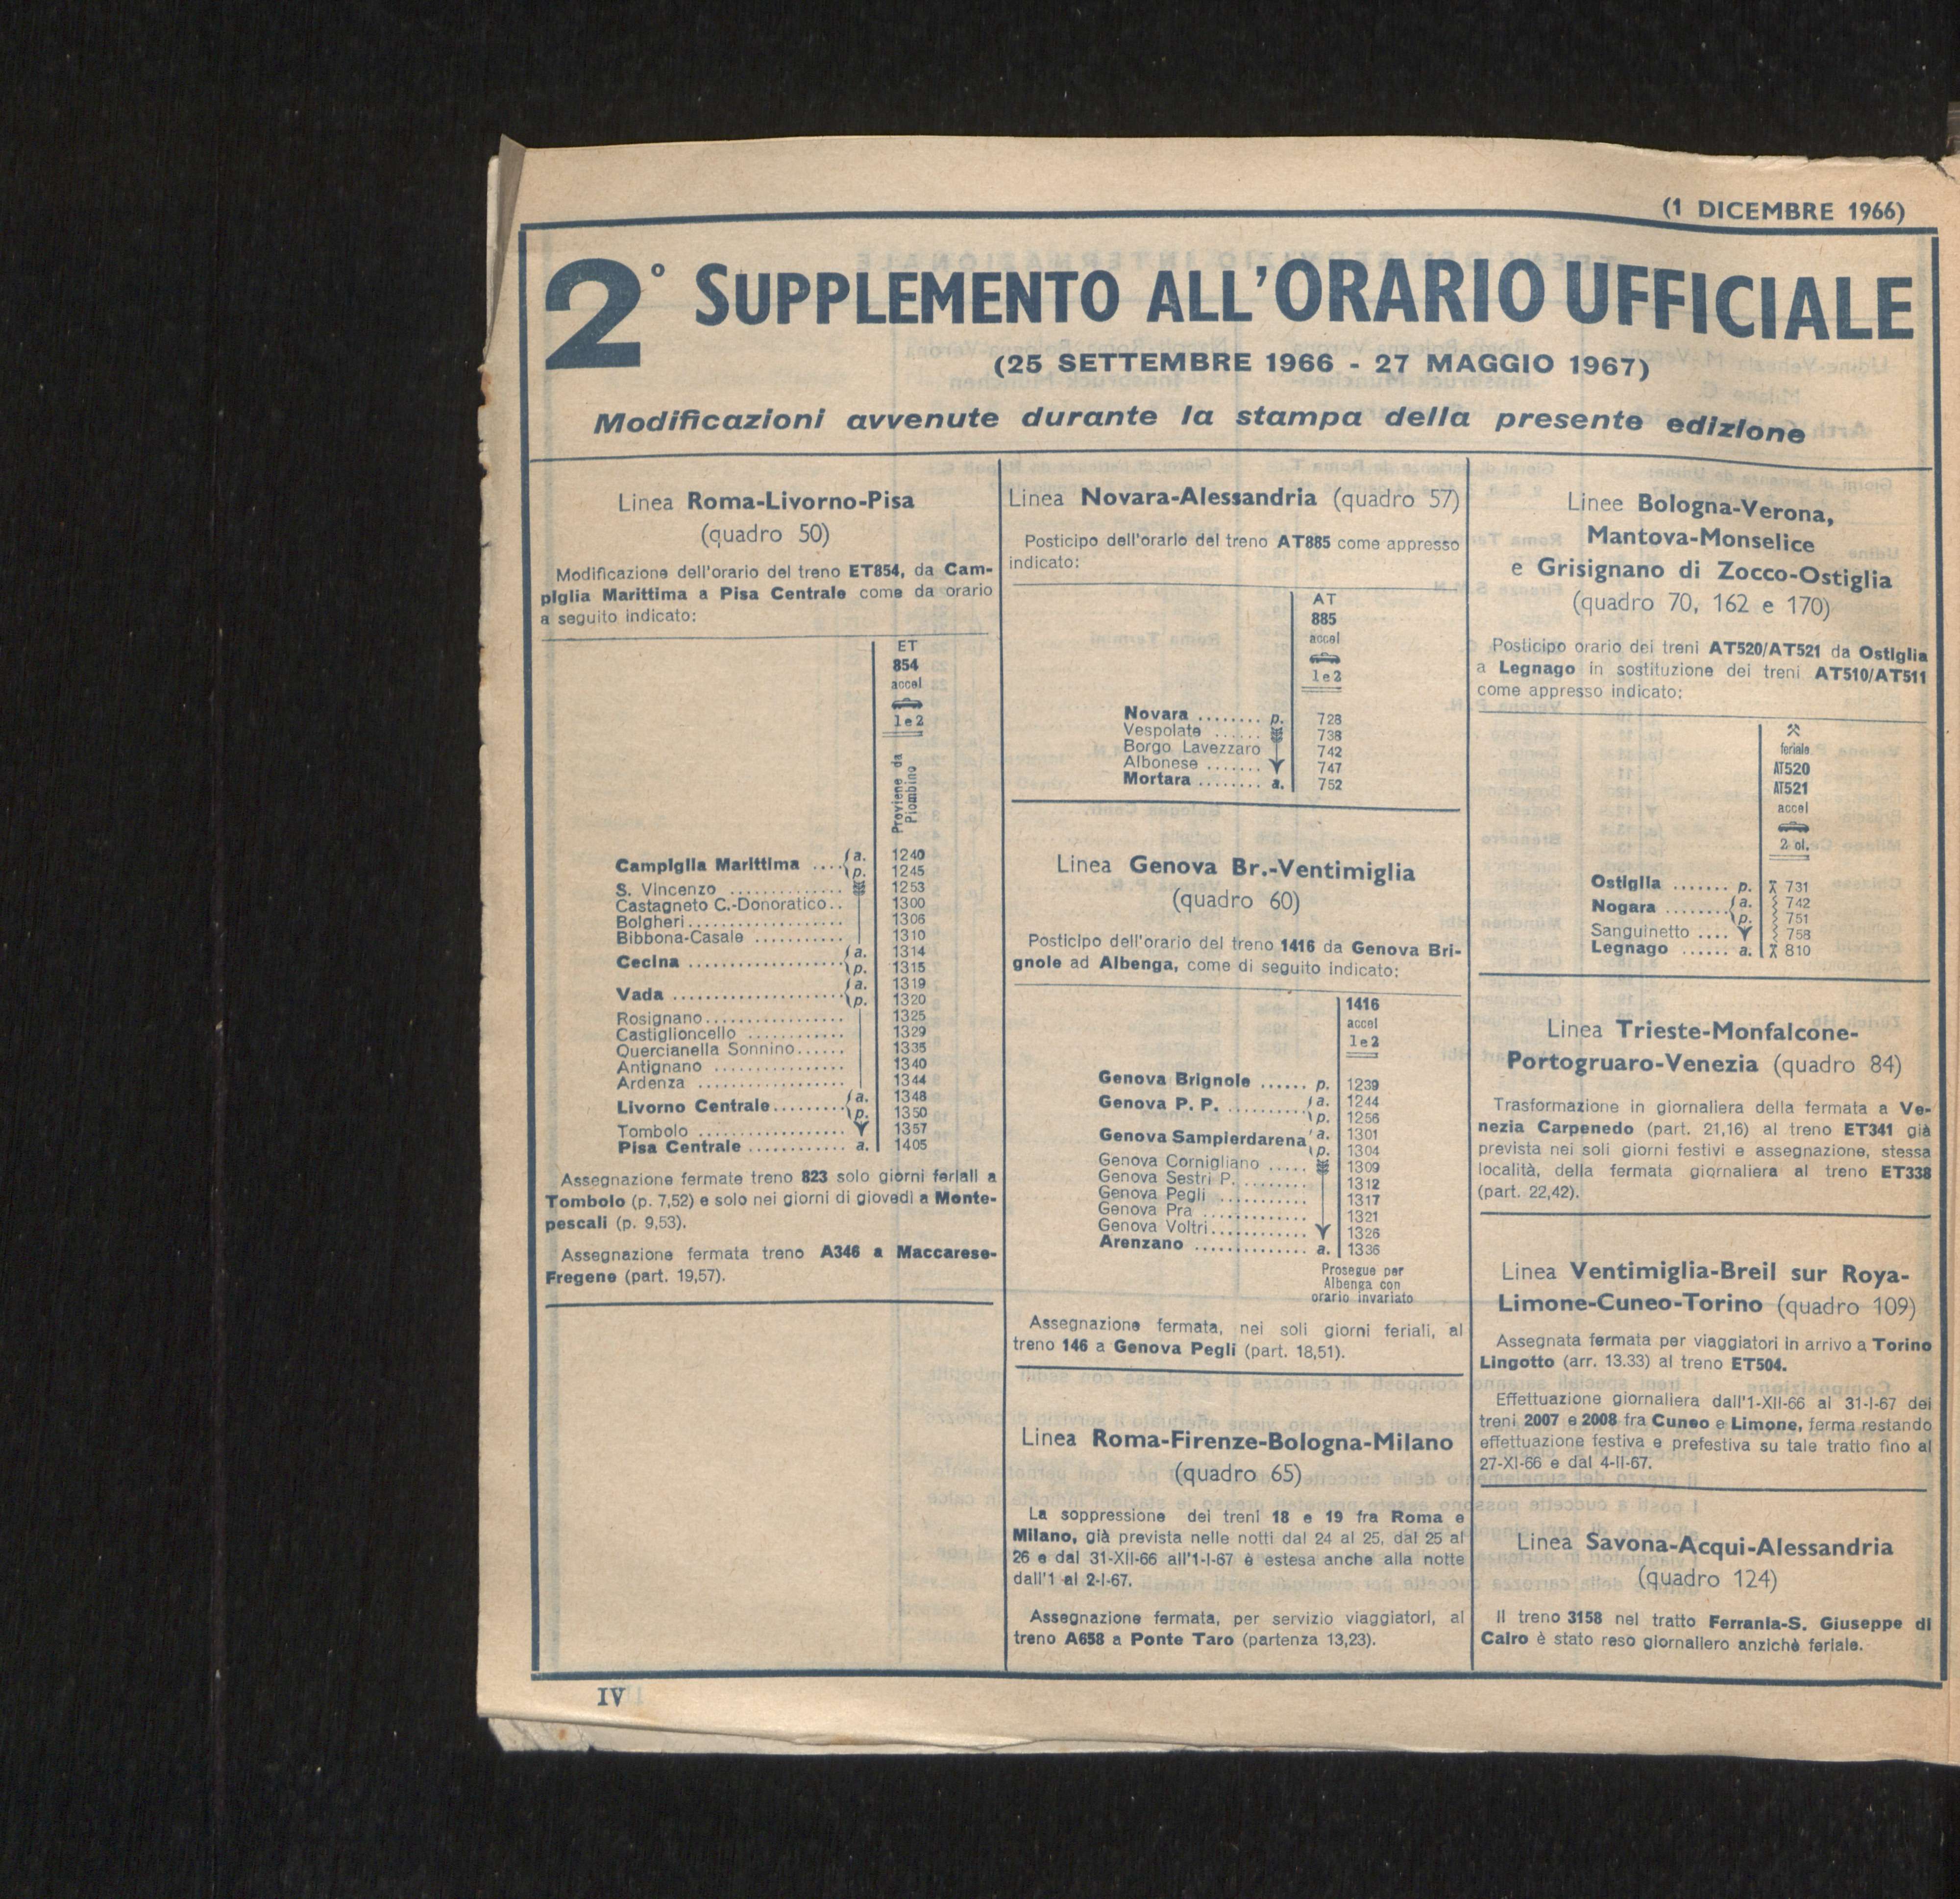 (1 DICEMBRE 1966)
2° SUPPLEMENTO ALL'ORARIO UFFICIALE
(25 SETTEMBRE 1966 - 27 MAGGIO 1967)
Modificazioni avvenute durante la stampa della presente edizione
Linea Roma-Livorno-Pisa
(quadro 50)
Modificazione dell'orario del treno ET854, da Cam-
piglia Marittima a Pisa Centrale come da orario
a seguito indicato:
ET
854
accel
1e2
Proviene da
Piombino
Campiglia Marittima .... a. 1240
p. 1245
S. Vincenzo .............. 1253
Castagneto C.-Donoratico.. 1300
Bolgheri................... 1306
Bibbona-Casale ........... 1310
Cecina .................... a. 1314
p. 1315
Vada ..................... a. 1319
p. 1320
Rosignano................. 1325
Castiglioncello ............ 1329
Quercianella Sonnino...... 1335
Antignano ................ 1340
Ardenza .................. 1344
Livorno Centrale......... a. 1348
p. 1350
Tombolo .................. 1357
Pisa Centrale ............ a. 1405
Assegnazione fermate treno 823 solo giorni feriali a
Tombolo (p. 7,52) e solo nei giorni di giovedì a Monte-
pescali (p. 9,53).
Assegnazione fermata treno A346 a Maccarese-
Fregene (part. 19,57).
Linea Novara-Alessandria (quadro 57)
Posticipo dell'orario del treno AT885 come appresso
indicato:
AT
885
accel
1e2
Novara ........ p. 728
Vespolate ...... 738
Borgo Lavezzaro 742
Albonese ....... 747
Mortara ........ a. 752
Linea Genova Br.-Ventimiglia
(quadro 60)
Posticipo dell'orario del treno 1416 da Genova Bri-
gnole ad Albenga, come di seguito indicato:
1416
accel
1e2
Genova Brignole ...... p. 1239
Genova P. P. .......... a. 1244
p. 1256
Genova Sampierdarena a. 1301
p. 1304
Genova Cornigliano ..... 1309
Genova Sestri P. ......... 1312
Genova Pegli ........... 1317
Genova Pra ............ 1321
Genova Voltri............ 1326
Arenzano .............. a. 1336
Prosegue per
Albenga con
orario invariato
Assegnazione fermata, nei soli giorni feriali, al
treno 146 a Genova Pegli (part. 18,51).
Linea Roma-Firenze-Bologna-Milano
(quadro 65)
La soppressione dei treni 18 e 19 fra Roma e
Milano, già prevista nelle notti dal 24 al 25, dal 25 al
26 e dal 31-XII-66 all'1-I-67 è estesa anche alla notte
dall'1 al 2-I-67.
Assegnazione fermata, per servizio viaggiatori, al
treno A658 a Ponte Taro (partenza 13,23).
Linee Bologna-Verona,
Mantova-Monselice
e Grisignano di Zocco-Ostiglia
(quadro 70, 162 e 170)
Posticipo orario dei treni AT520/AT521 da Ostiglia
a Legnago in sostituzione dei treni AT510/AT511
come appresso indicato:
feriale
AT520
AT521
accel
2 cl.
Ostiglia ....... p. 731
Nogara ........ a. 742
p. 751
Sanguinetto .... 758
Legnago ...... a. 810
Linea Trieste-Monfalcone-
Portogruaro-Venezia (quadro 84)
Trasformazione in giornaliera della fermata a Ve-
nezia Carpenedo (part. 21,16) al treno ET341 già
prevista nei soli giorni festivi e assegnazione, stessa
località, della fermata giornaliera al treno ET338
(part. 22,42).
Linea Ventimiglia-Breil sur Roya-
Limone-Cuneo-Torino (quadro 109)
Assegnata fermata per viaggiatori in arrivo a Torino
Lingotto (arr. 13.33) al treno ET504.
Effettuazione giornaliera dall'1-XII-66 al 31-I-67 dei
treni 2007 e 2008 fra Cuneo e Limone, ferma restando
effettuazione festiva e prefestiva su tale tratto fino al
27-XI-66 e dal 4-II-67.
Linea Savona-Acqui-Alessandria
(quadro 124)
Il treno 3158 nel tratto Ferrania-S. Giuseppe di
Cairo è stato reso giornaliero anzichè feriale.
IV